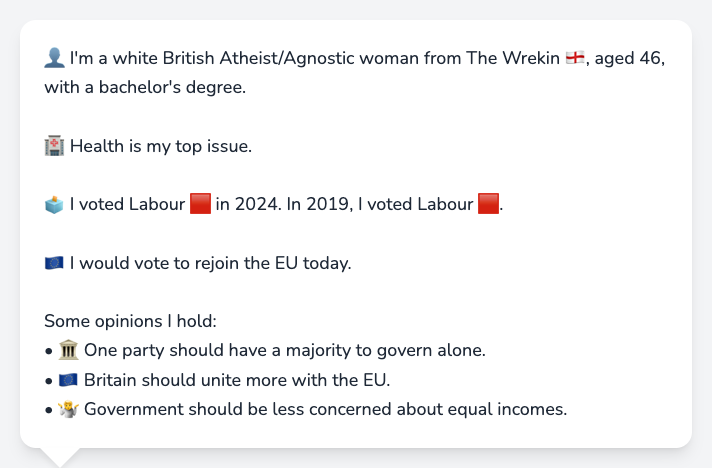 👤 I'm a white British Atheist/Agnostic woman from The Wrekin 🏴󠁧󠁢󠁥󠁮󠁧󠁿, aged 46,
with a bachelor's degree.
🏥 Health is my top issue.
🗳️ I voted Labour 🟥 in 2024. In 2019, I voted Labour 🟥.
🇪🇺 I would vote to rejoin the EU today.
Some opinions I hold:
• 🏛️ One party should have a majority to govern alone.
• 🇪🇺 Britain should unite more with the EU.
• 🤷 Government should be less concerned about equal incomes.